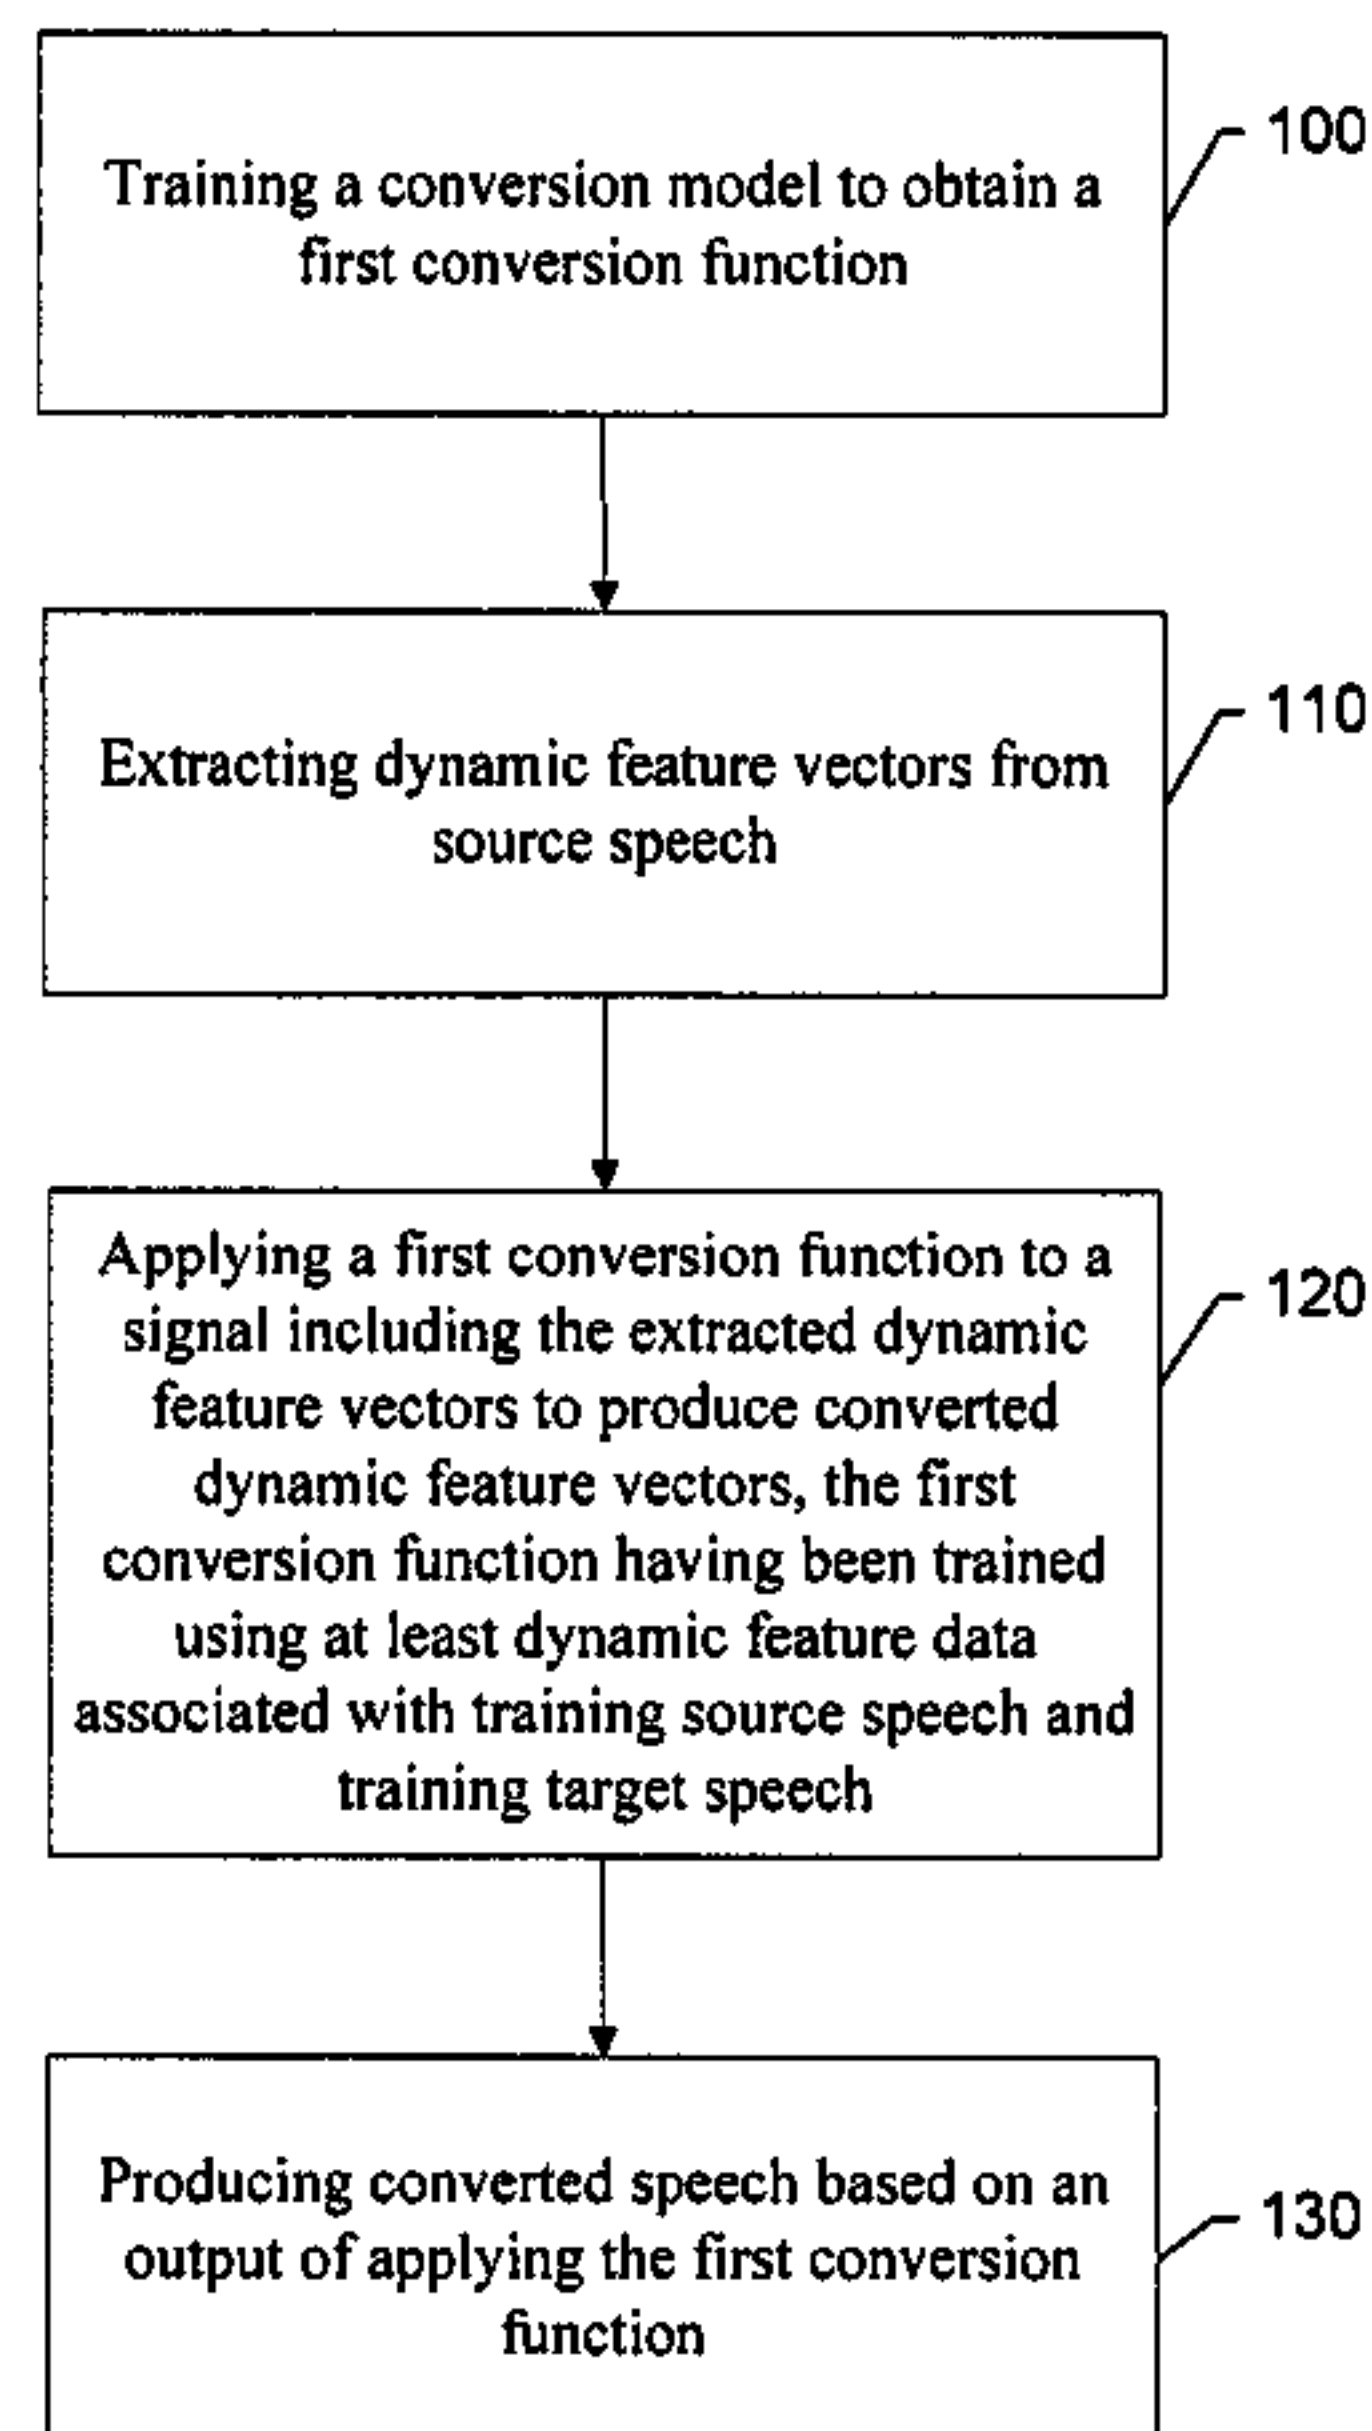 Training a conversion model to obtain a
first conversion function
100
Extracting dynamic feature vectors from
source speech
110
Applying a first conversion function to a
signal including the extracted dynamic
feature vectors to produce converted
dynamic feature vectors, the first
conversion function having been trained
using at least dynamic feature data
associated with training source speech and
training target speech
120
Producing converted speech based on an
output of applying the first conversion
function
130